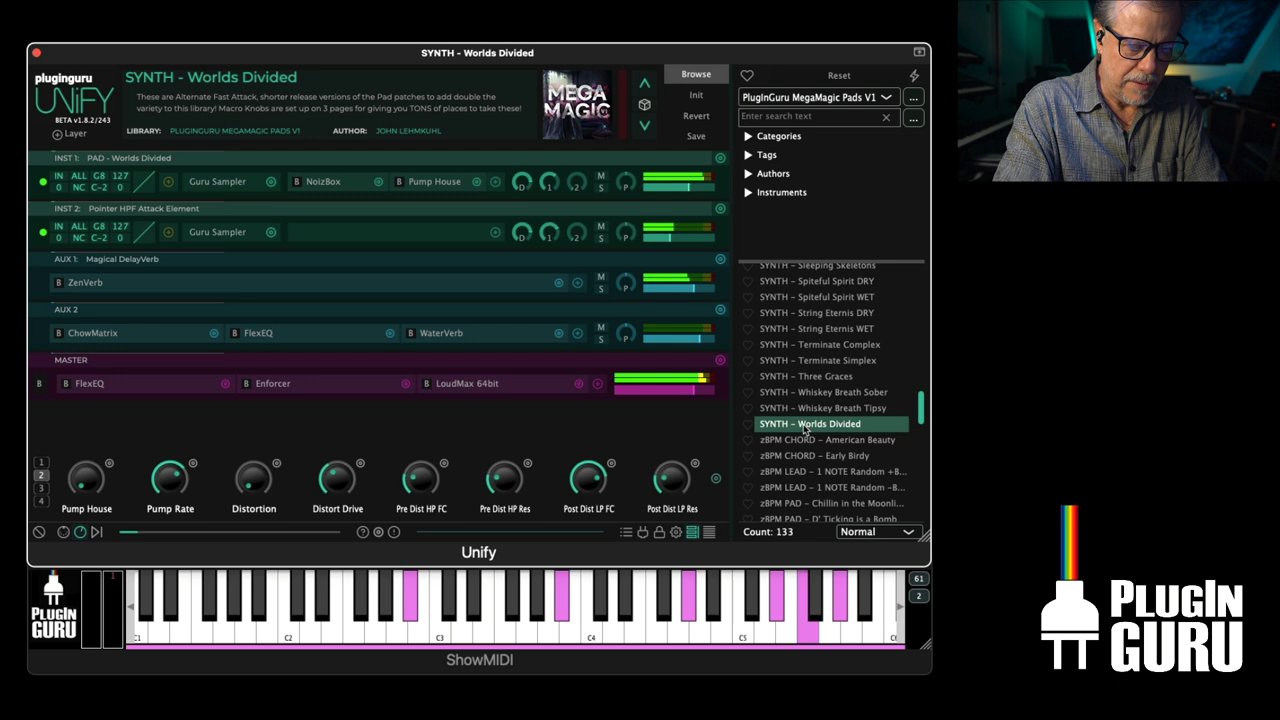 SYNTH - Worlds Divided
pluginguru
UNiFY
BETA v1.8.2/243
Layer
SYNTH - Worlds Divided
These are Alternate Fast Attack, shorter release versions of the Pad patches to add double the
variety to this library! Macro Knobs are set up on 3 pages for giving you TONS of places to take these!
LIBRARY: PLUGINGURU MEGAMAGIC PADS V1 AUTHOR: JOHN LEHMKUHL
MEGA
MAGIC
Browse
Init
Revert
Save
Reset
PlugInGuru MegaMagic Pads V1
...
Enter search text
...
Categories
Tags
Authors
Instruments
INST 1: PAD - Worlds Divided
IN ALL G8 127
0 NC C-2 0
Guru Sampler
B NoizBox
B Pump House
D 1 2
M
S
P
INST 2: Pointer HPF Attack Element
IN ALL G8 127
0 NC C-2 0
Guru Sampler
D 1 2
M
S
P
AUX 1: Magical DelayVerb
B ZenVerb
M
S
P
AUX 2
B ChowMatrix
B FlexEQ
B WaterVerb
M
S
P
MASTER
B
B FlexEQ
B Enforcer
B LoudMax 64bit
SYNTH - Sleeping Skeletons
SYNTH - Spiteful Spirit DRY
SYNTH - Spiteful Spirit WET
SYNTH - String Eternis DRY
SYNTH - String Eternis WET
SYNTH - Terminate Complex
SYNTH - Terminate Simplex
SYNTH - Three Graces
SYNTH - Whiskey Breath Sober
SYNTH - Whiskey Breath Tipsy
SYNTH - Worlds Divided
zBPM CHORD - American Beauty
zBPM CHORD - Early Birdy
zBPM LEAD - 1 NOTE Random +B...
zBPM LEAD - 1 NOTE Random -B...
zBPM PAD - Chillin in the Moonli...
zBPM PAD - D' Ticking is a Bomb
1
2
3
4
Pump House
Pump Rate
Distortion
Distort Drive
Pre Dist HP FC
Pre Dist HP Res
Post Dist LP FC
Post Dist LP Res
Count: 133
Normal
Unify
PLUGIN
GURU
1
C1
C2
C3
C4
C5
61
2
ShowMIDI
PLUGIN
GURU